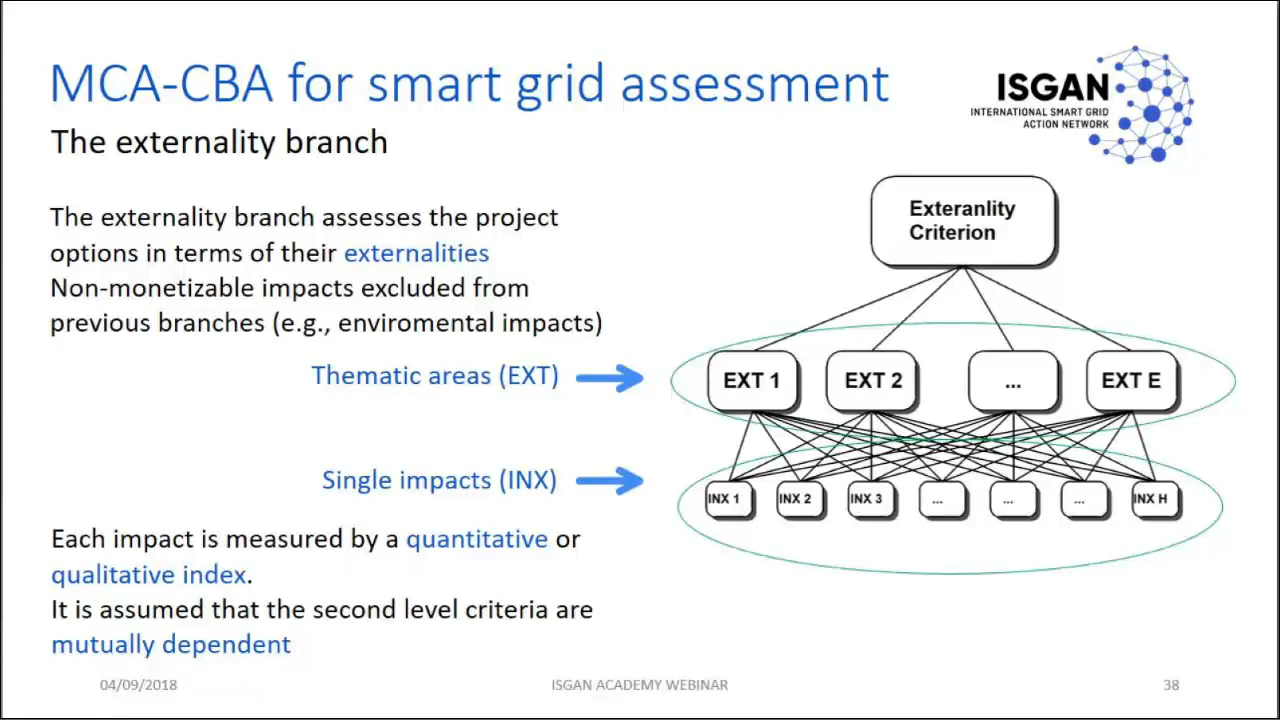 MCA-CBA for smart grid assessment
The externality branch
ISGAN
INTERNATIONAL SMART GRID
ACTION NETWORK
The externality branch assesses the project
options in terms of their externalities
Non-monetizable impacts excluded from
previous branches (e.g., enviromental impacts)
Thematic areas (EXT)
Single impacts (INX)
Each impact is measured by a quantitative or
qualitative index.
It is assumed that the second level criteria are
mutually dependent
Exteranlity
Criterion
EXT 1 EXT 2 ... EXT E
INX 1 INX 2 INX 3 ... ... ... INX H
04/09/2018 ISGAN ACADEMY WEBINAR 38